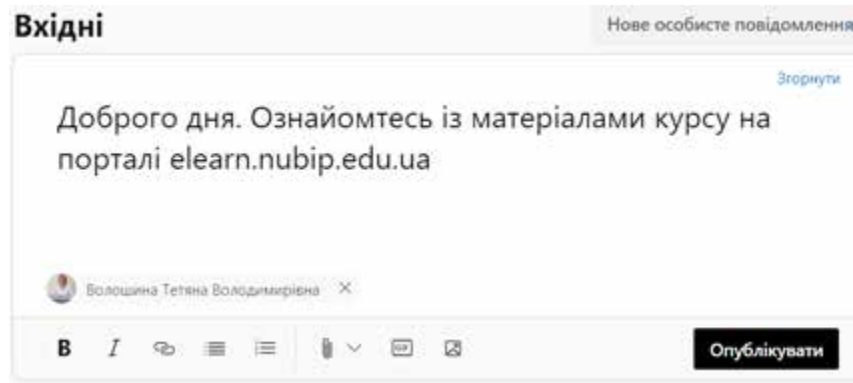 Вхідні
Нове особисте повідомлення
Згорнути
Доброго дня. Ознайомтесь із матеріалами курсу на
порталі elearn.nubip.edu.ua
Волошина Тетяна Володимирівна
B I GIF
Опублікувати